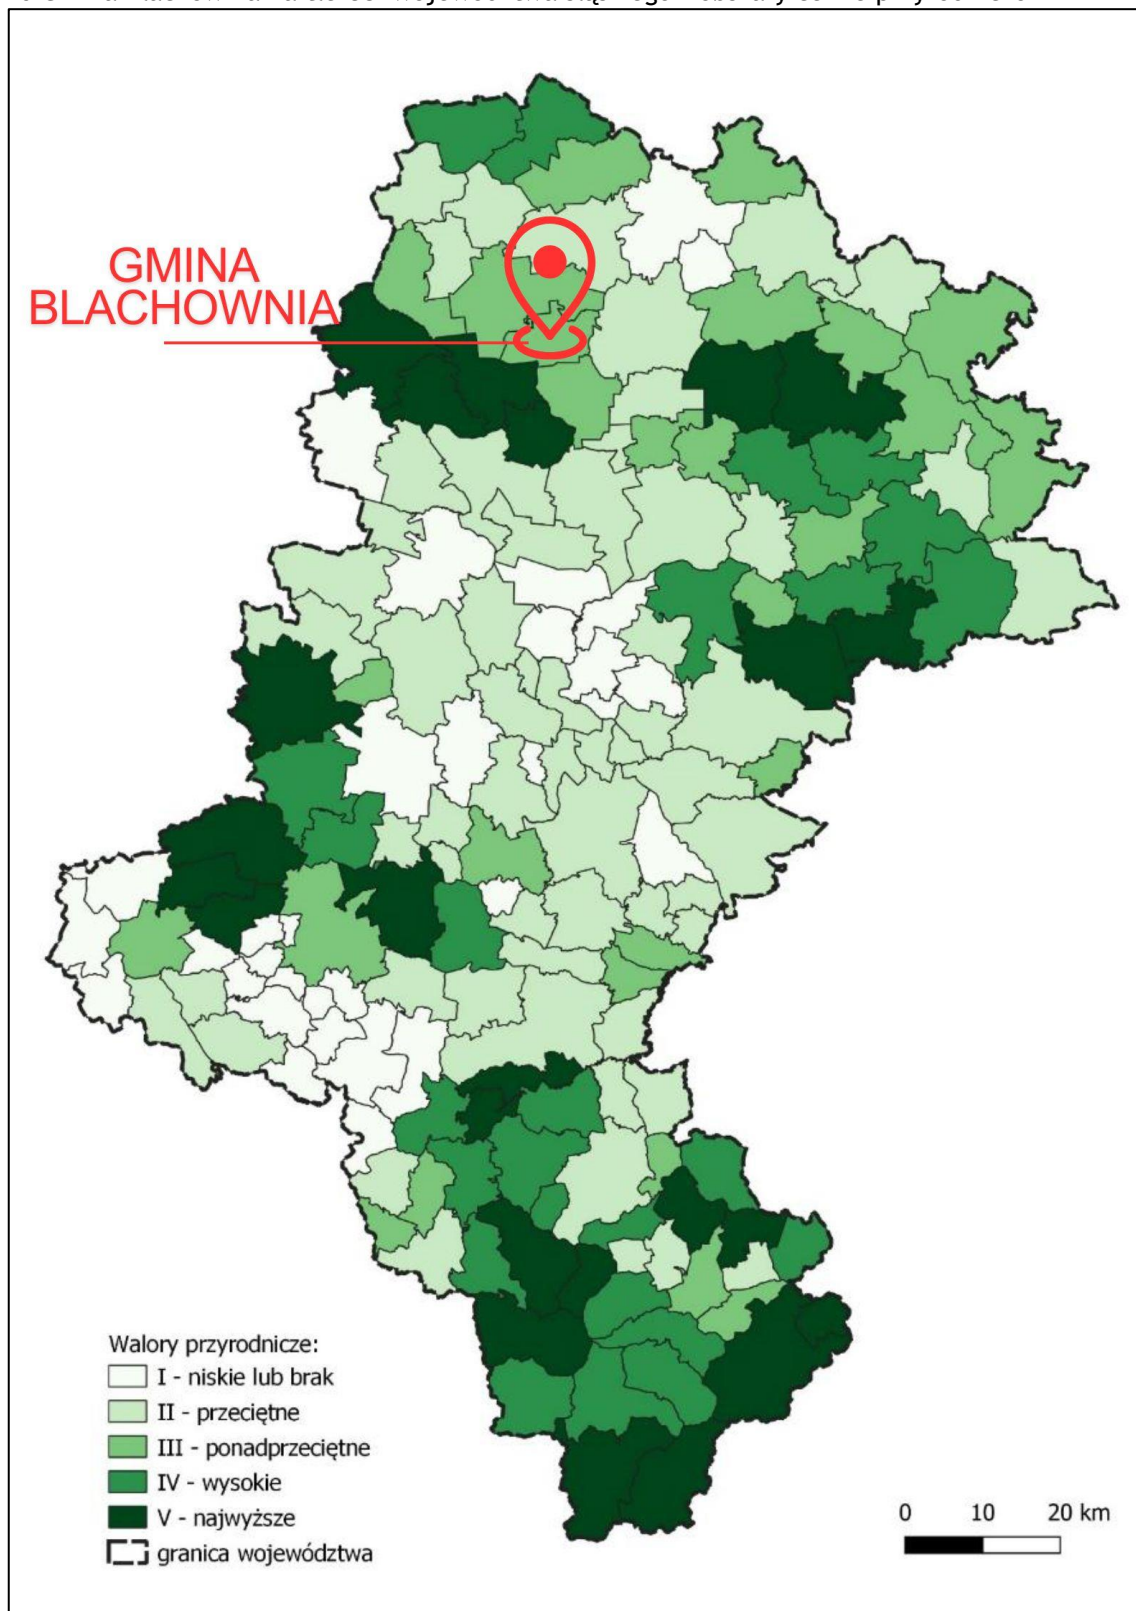 GMINA
BLACHOWNIA
Walory przyrodnicze:
I - niskie lub brak
II - przeciętne
III - ponadprzeciętne
IV - wysokie
V - najwyższe
granica województwa
0 10 20 km